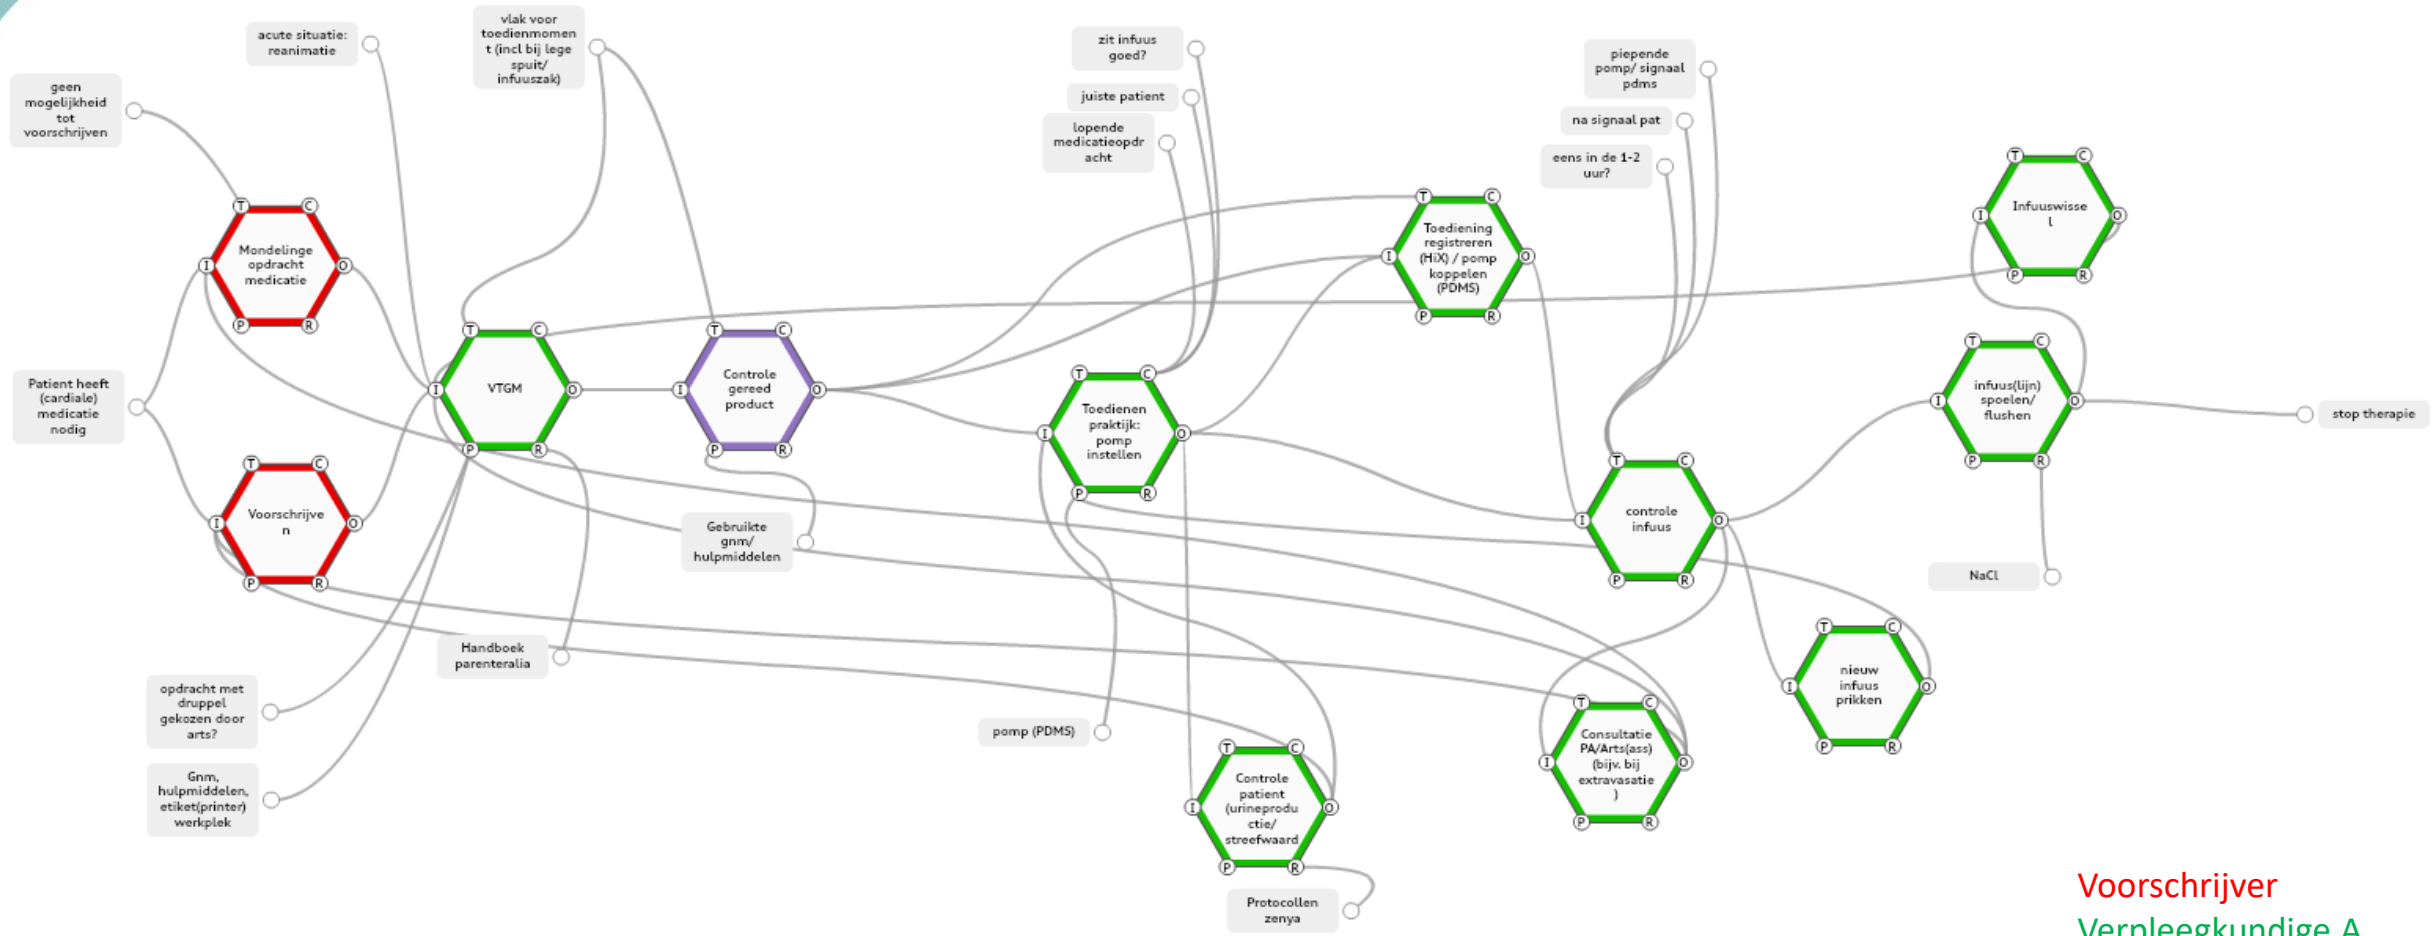 acute situatie:
reanimatie
vlak voor
toedienmomen
t (incl bij lege
spuit/
infuuszak)
geen
mogelijkheid
tot
voorschrijven
zit infuus
goed?
juiste patient
lopende
medicatieopdr
acht
piepende
pomp/ signaal
pdms
na signaal pat
eens in de 1-2
uur?
T C
I O
P R
Mondelinge
opdracht
medicatie
T C
I O
P R
Toediening
registreren
(HiX) / pomp
koppelen
(PDMS)
T C
I O
P R
Infuuswisse
l
Patient heeft
(cardiale)
medicatie
nodig
T C
I O
P R
VTGM
T C
I O
P R
Controle
gereed
product
T C
I O
P R
Toedienen
praktijk:
pomp
instellen
T C
I O
P R
infuus(lijn)
spoelen/
flushen
T C
I O
P R
stop therapie
Voorschrijve
n
T C
I O
P R
Gebruikte
gnm/
hulpmiddelen
controle
infuus
T C
I O
P R
NaCl
Handboek
parenteralia
opdracht met
druppel
gekozen door
arts?
Gnm,
hulpmiddelen,
etiket(printer)
werkplek
pomp (PDMS)
nieuw
infuus
prikken
T C
I O
P R
Consultatie
PA/Arts(ass)
(bijv. bij
extravasatie
)
T C
I O
P R
Controle
patient
(urineprodu
ctie/
streefwaard
Protocollen
zenya
Voorschrijver
Verpleegkundige A